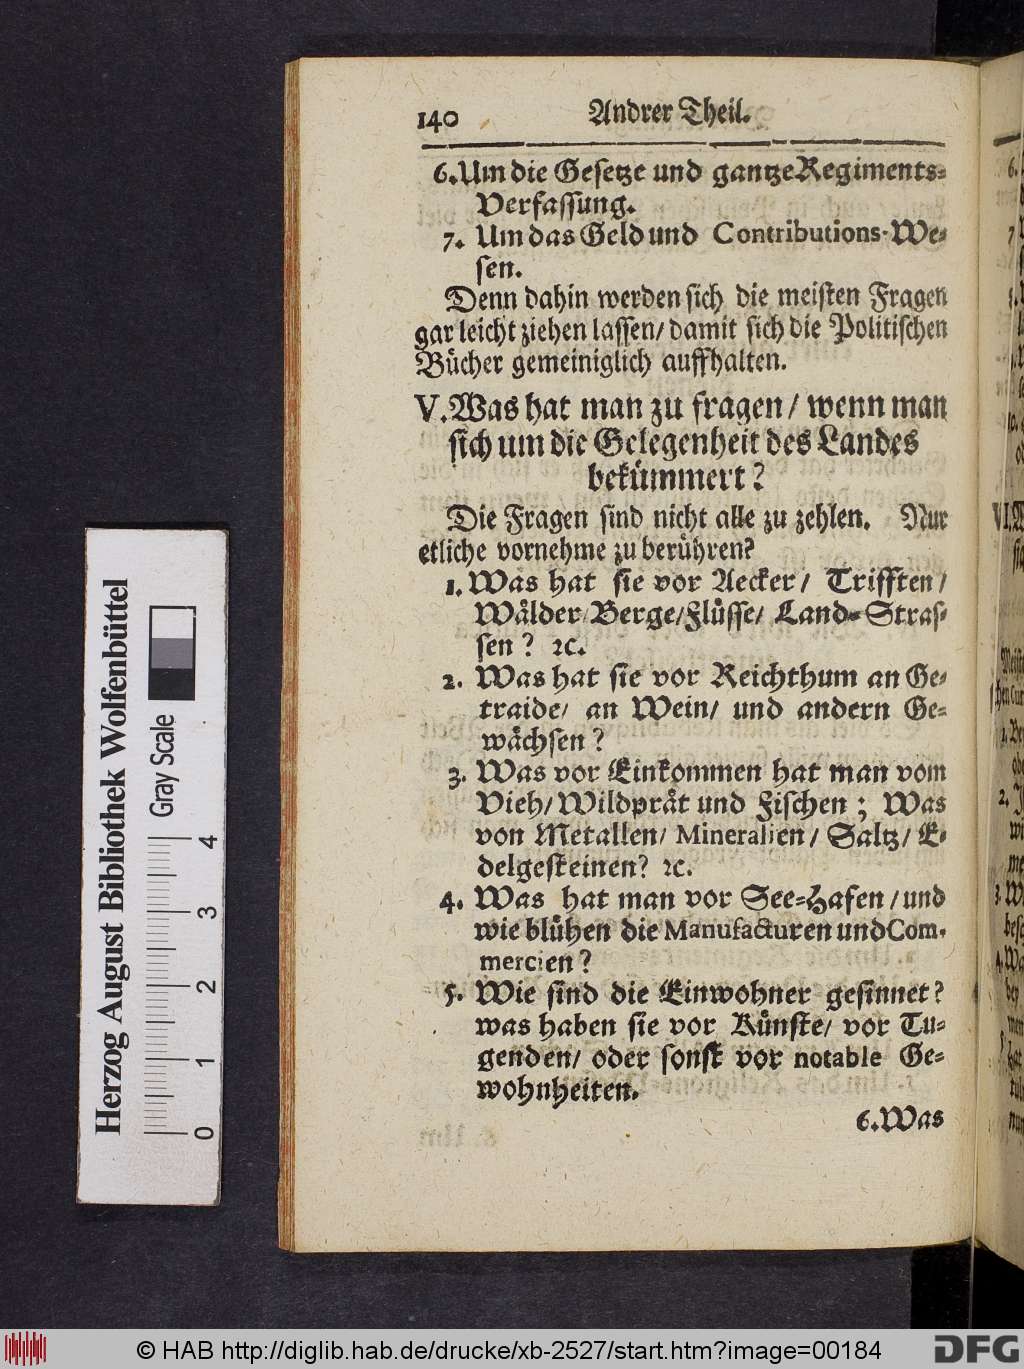 140 Andrer Theil.
6. Um die Gesetze und gantze Regiments-
Verfassung.
7. Um das Geld und Contributions-We-
sen.
Denn dahin werden sich die meisten Fragen
gar leicht ziehen lassen/ damit sich die Politischen
Bücher gemeiniglich auffhalten.
V. Was hat man zu fragen/ wenn man
sich um die Gelegenheit des Landes
bekümmert?
Die Fragen sind nicht alle zu zehlen. Nur
etliche vornehme zu berühren?
1. Was hat sie vor Aecker/ Trifften/
Wälder/ Berge/ Flüsse/ Land-Stras-
sen? ꝛc.
2. Was hat sie vor Reichthum an Ge-
traide/ an Wein/ und andern Ge-
wächsen?
3. Was vor Einkommen hat man vom
Vieh/ Wildprät und Fischen; Was
von Metallen/ Mineralien/ Saltz/ E-
delgesteinen? ꝛc.
4. Was hat man vor See-Hafen/ und
wie blühen die Manufacturen und Com-
mercien?
5. Wie sind die Einwohner gesinnet?
was haben sie vor Künste/ vor Tu-
genden/ oder sonst vor notable Ge-
wohnheiten.
6. Was
Herzog August Bibliothek Wolfenbüttel
Gray Scale
0 1 2 3 4
© HAB http://diglib.hab.de/drucke/xb-2527/start.htm?image=00184
DFG